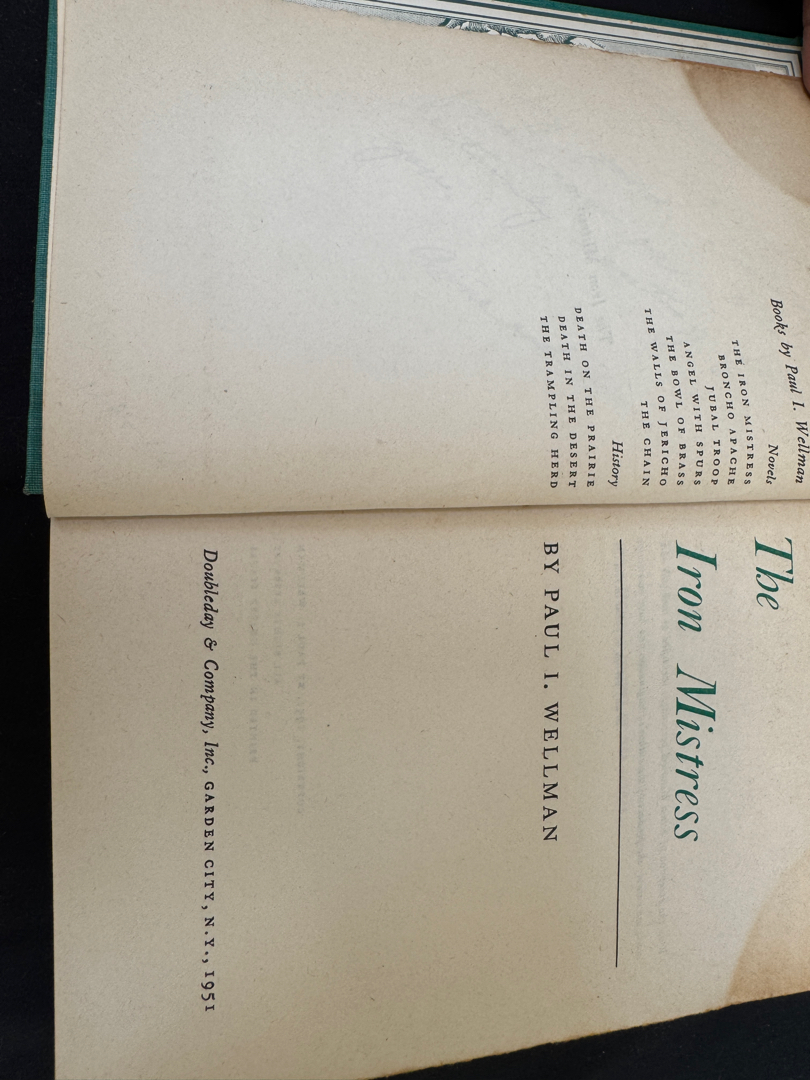 Books by Paul I. Wellman
Novels
THE IRON MISTRESS
BRONCHO APACHE
JUBAL TROOP
ANGEL WITH SPURS
THE BOWL OF BRASS
THE WALLS OF JERICHO
THE CHAIN
History
DEATH ON THE PRAIRIE
DEATH IN THE DESERT
THE TRAMPLING HERD
The
Iron Mistress
BY PAUL I. WELLMAN
Doubleday & Company, Inc., GARDEN CITY, N.Y., 1951